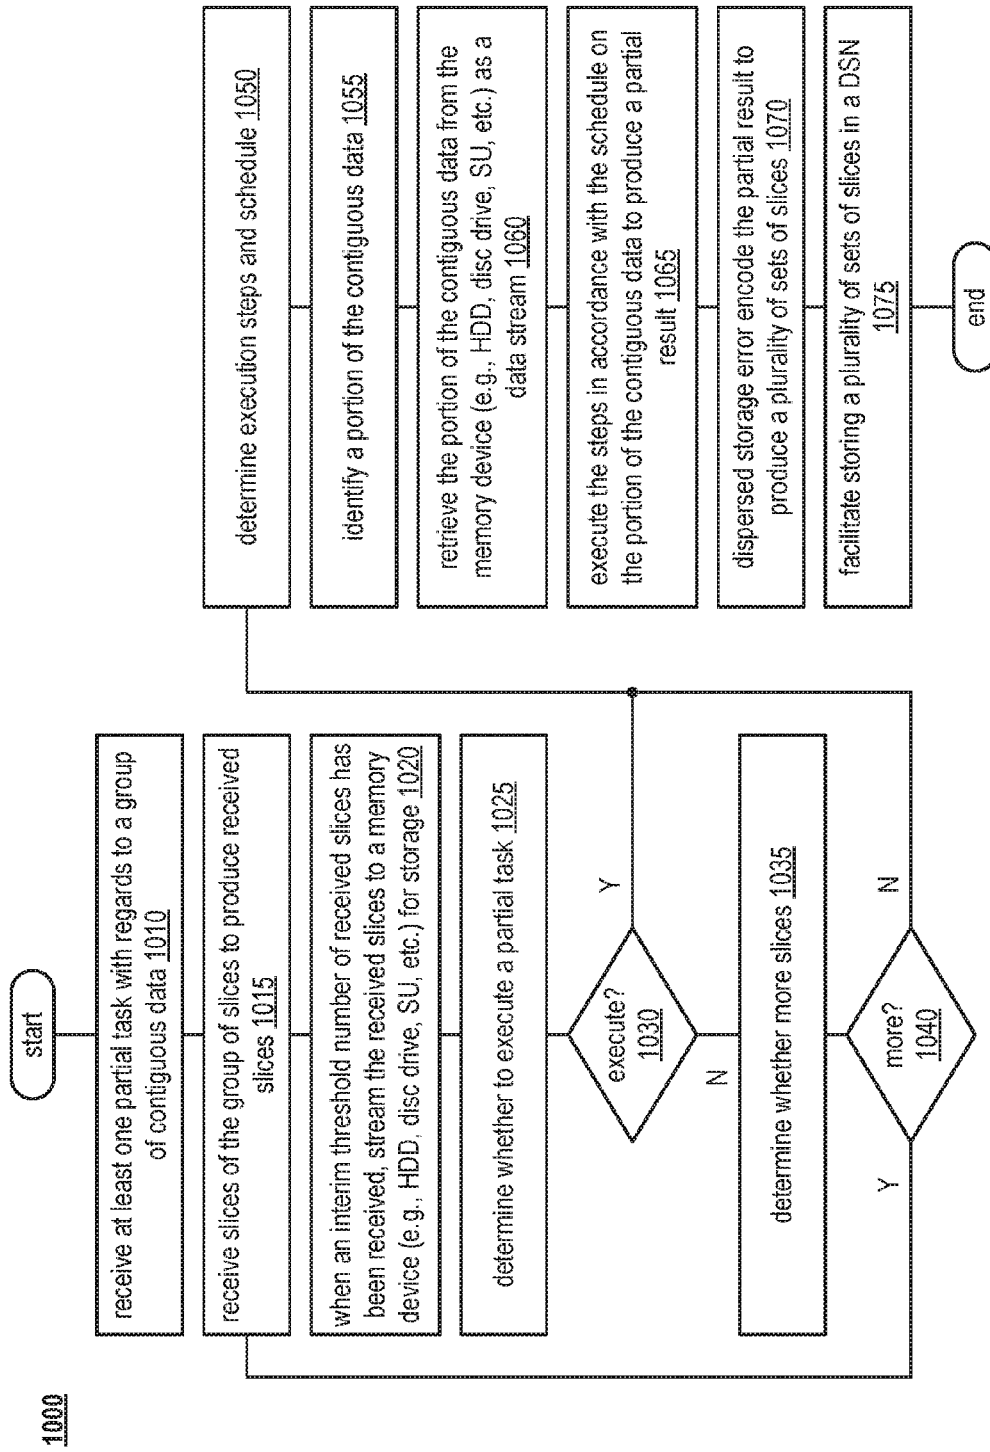 1000
start
receive at least one partial task with regards to a group
of contiguous data 1010
receive slices of the group of slices to produce received
slices 1015
when an interim threshold number of received slices has
been received, stream the received slices to a memory
device (e.g., HDD, disc drive, SU, etc.) for storage 1020
determine whether to execute a partial task 1025
execute?
1030
Y
N
determine whether more slices 1035
more?
1040
Y
N
determine execution steps and schedule 1050
identify a portion of the contiguous data 1055
retrieve the portion of the contiguous data from the
memory device (e.g., HDD, disc drive, SU, etc.) as a
data stream 1060
execute the steps in accordance with the schedule on
the portion of the contiguous data to produce a partial
result 1065
dispersed storage error encode the partial result to
produce a plurality of sets of slices 1070
facilitate storing a plurality of sets of slices in a DSN
1075
end